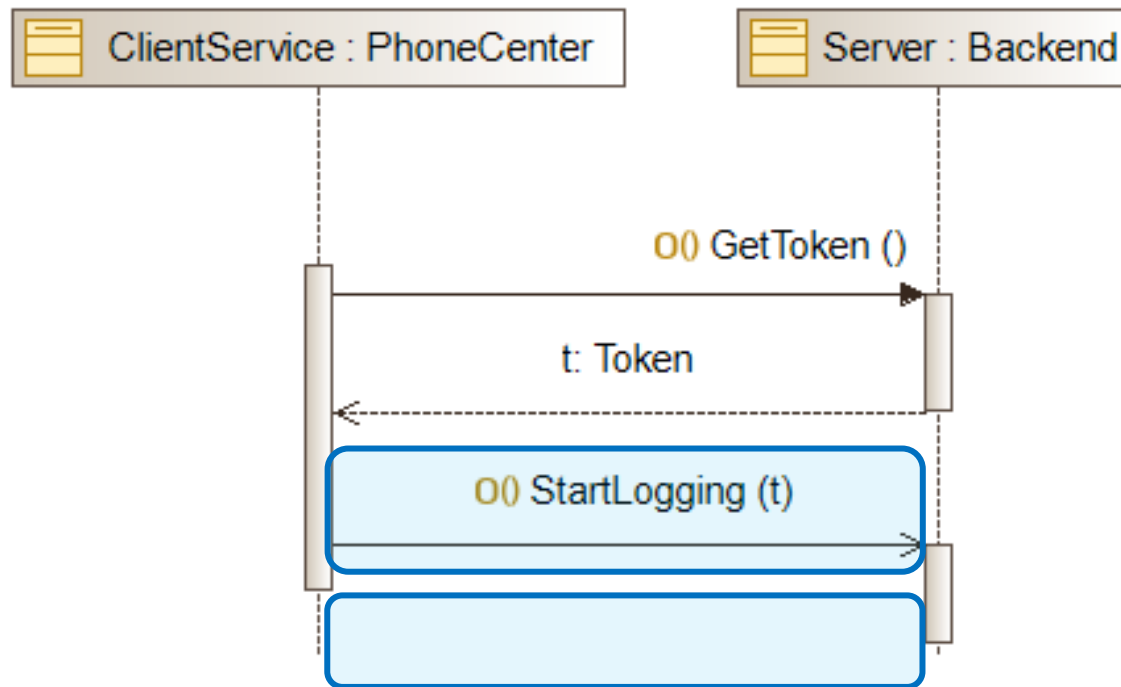 ClientService : PhoneCenter
Server : Backend
O() GetToken ()
t: Token
O() StartLogging (t)